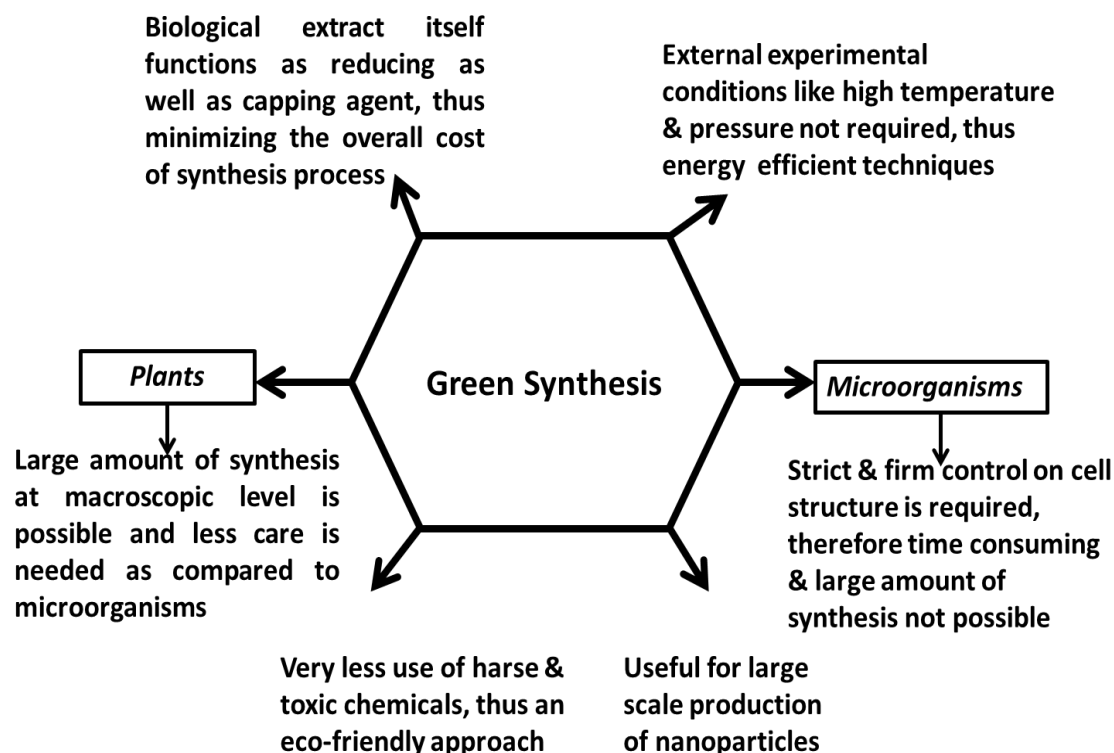 Biological extract itself
functions as reducing as
well as capping agent, thus
minimizing the overall cost
of synthesis process
External experimental
conditions like high temperature
& pressure not required, thus
energy efficient techniques
Plants
Green Synthesis
Microorganisms
Large amount of synthesis
at macroscopic level is
possible and less care is
needed as compared to
microorganisms
Strict & firm control on cell
structure is required,
therefore time consuming
& large amount of
synthesis not possible
Very less use of harse &
toxic chemicals, thus an
eco-friendly approach
Useful for large
scale production
of nanoparticles